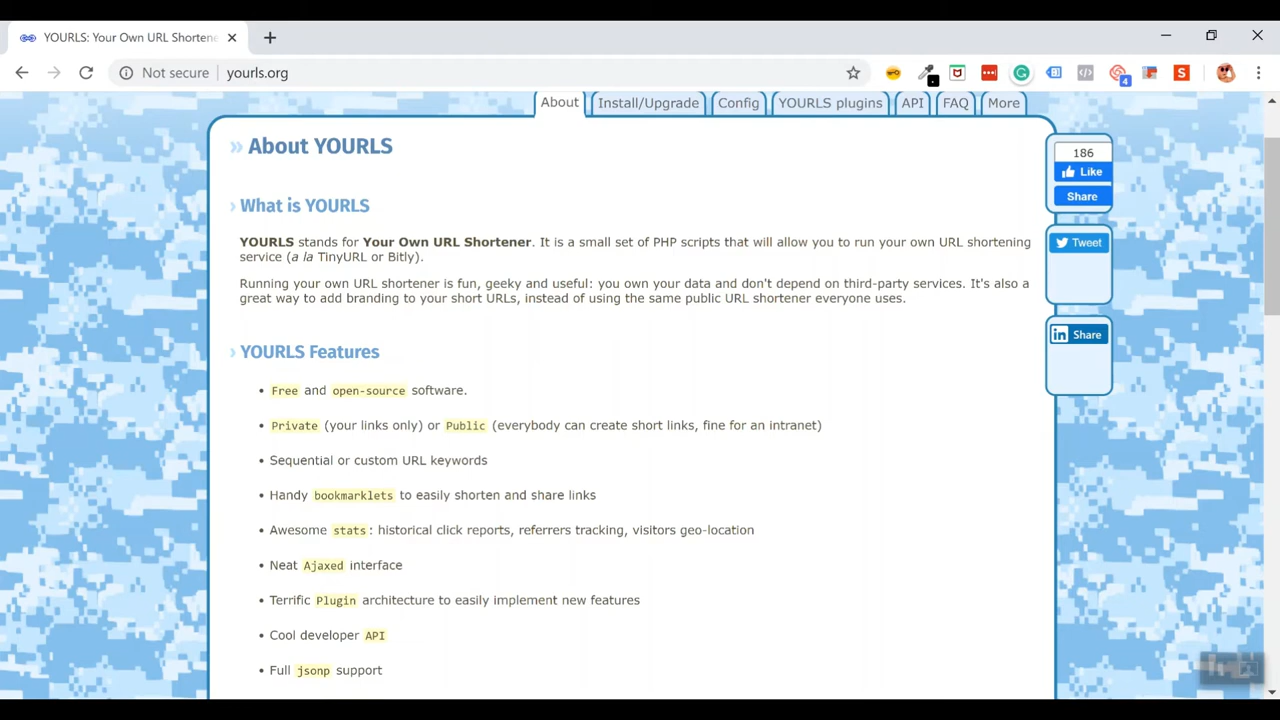 YOURLS: Your Own URL Shortene
Not secure
yourls.org
4
About
Install/Upgrade
Config
YOURLS plugins
API
FAQ
More
» About YOURLS
186
Like
Share
› What is YOURLS
YOURLS stands for Your Own URL Shortener. It is a small set of PHP scripts that will allow you to run your own URL shortening
service (a la TinyURL or Bitly).
Tweet
Running your own URL shortener is fun, geeky and useful: you own your data and don't depend on third-party services. It's also a
great way to add branding to your short URLs, instead of using the same public URL shortener everyone uses.
in Share
› YOURLS Features
• Free and open-source software.
• Private (your links only) or Public (everybody can create short links, fine for an intranet)
• Sequential or custom URL keywords
• Handy bookmarklets to easily shorten and share links
• Awesome stats: historical click reports, referrers tracking, visitors geo-location
• Neat Ajaxed interface
• Terrific Plugin architecture to easily implement new features
• Cool developer API
• Full jsonp support